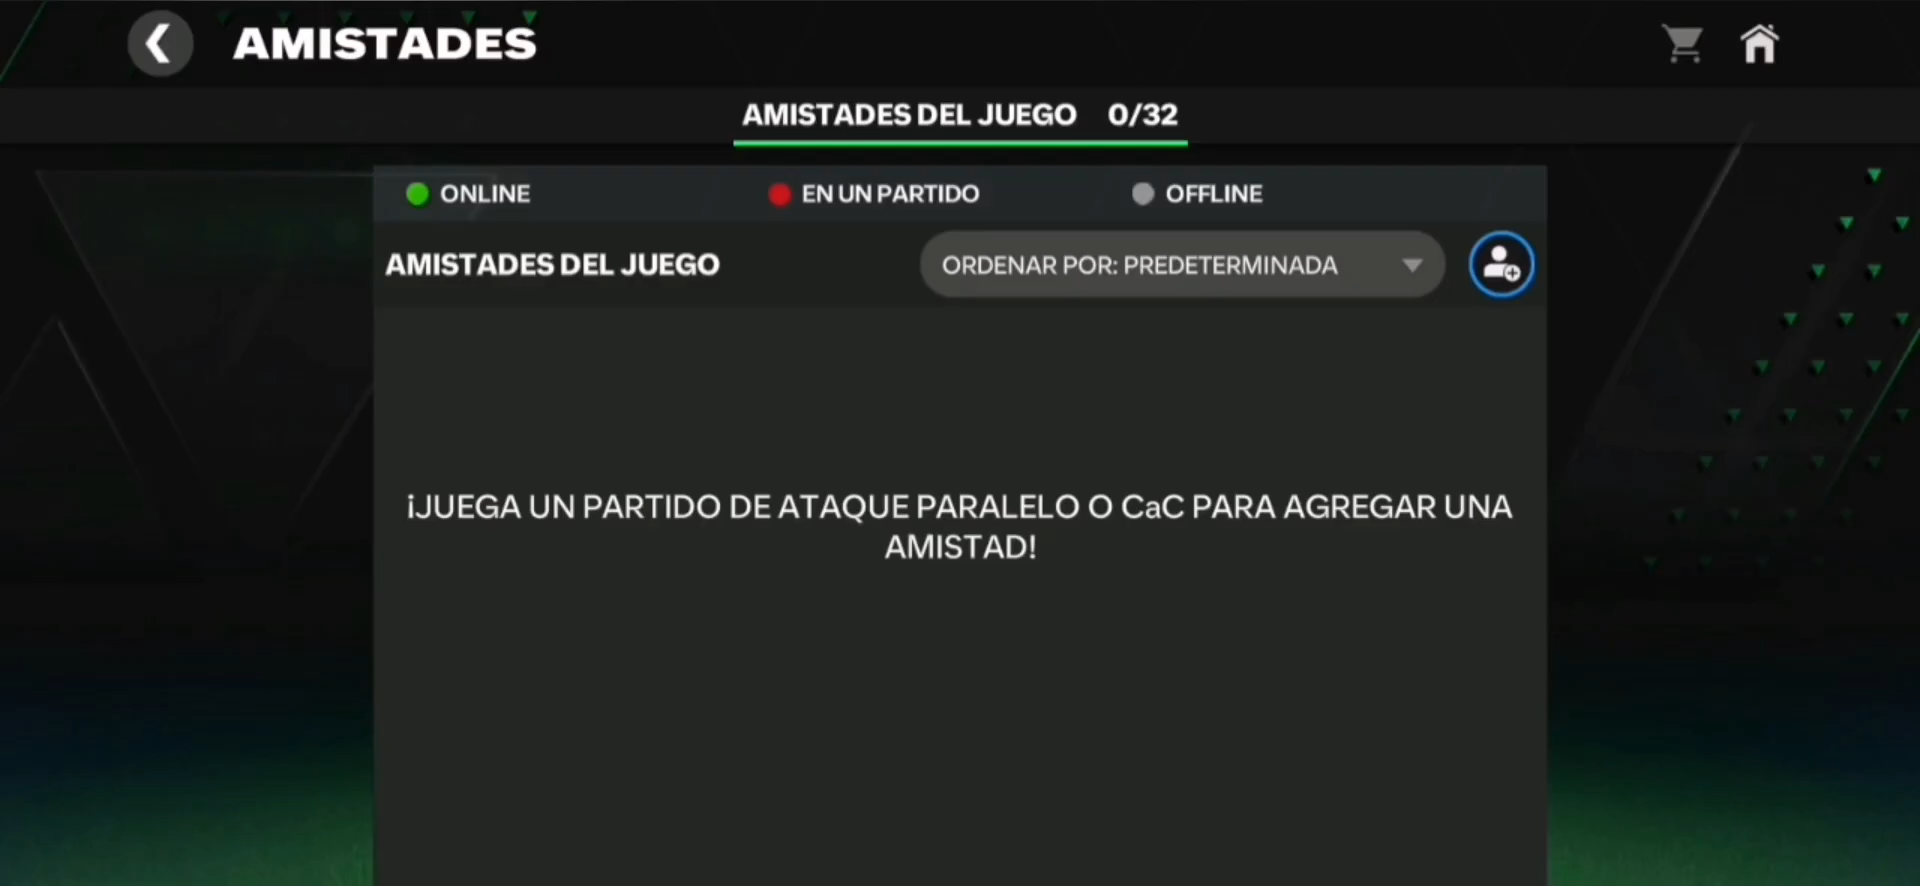 AMISTADES
AMISTADES DEL JUEGO 0/32
ONLINE EN UN PARTIDO OFFLINE
AMISTADES DEL JUEGO ORDENAR POR: PREDETERMINADA
¡JUEGA UN PARTIDO DE ATAQUE PARALELO O CaC PARA AGREGAR UNA
AMISTAD!